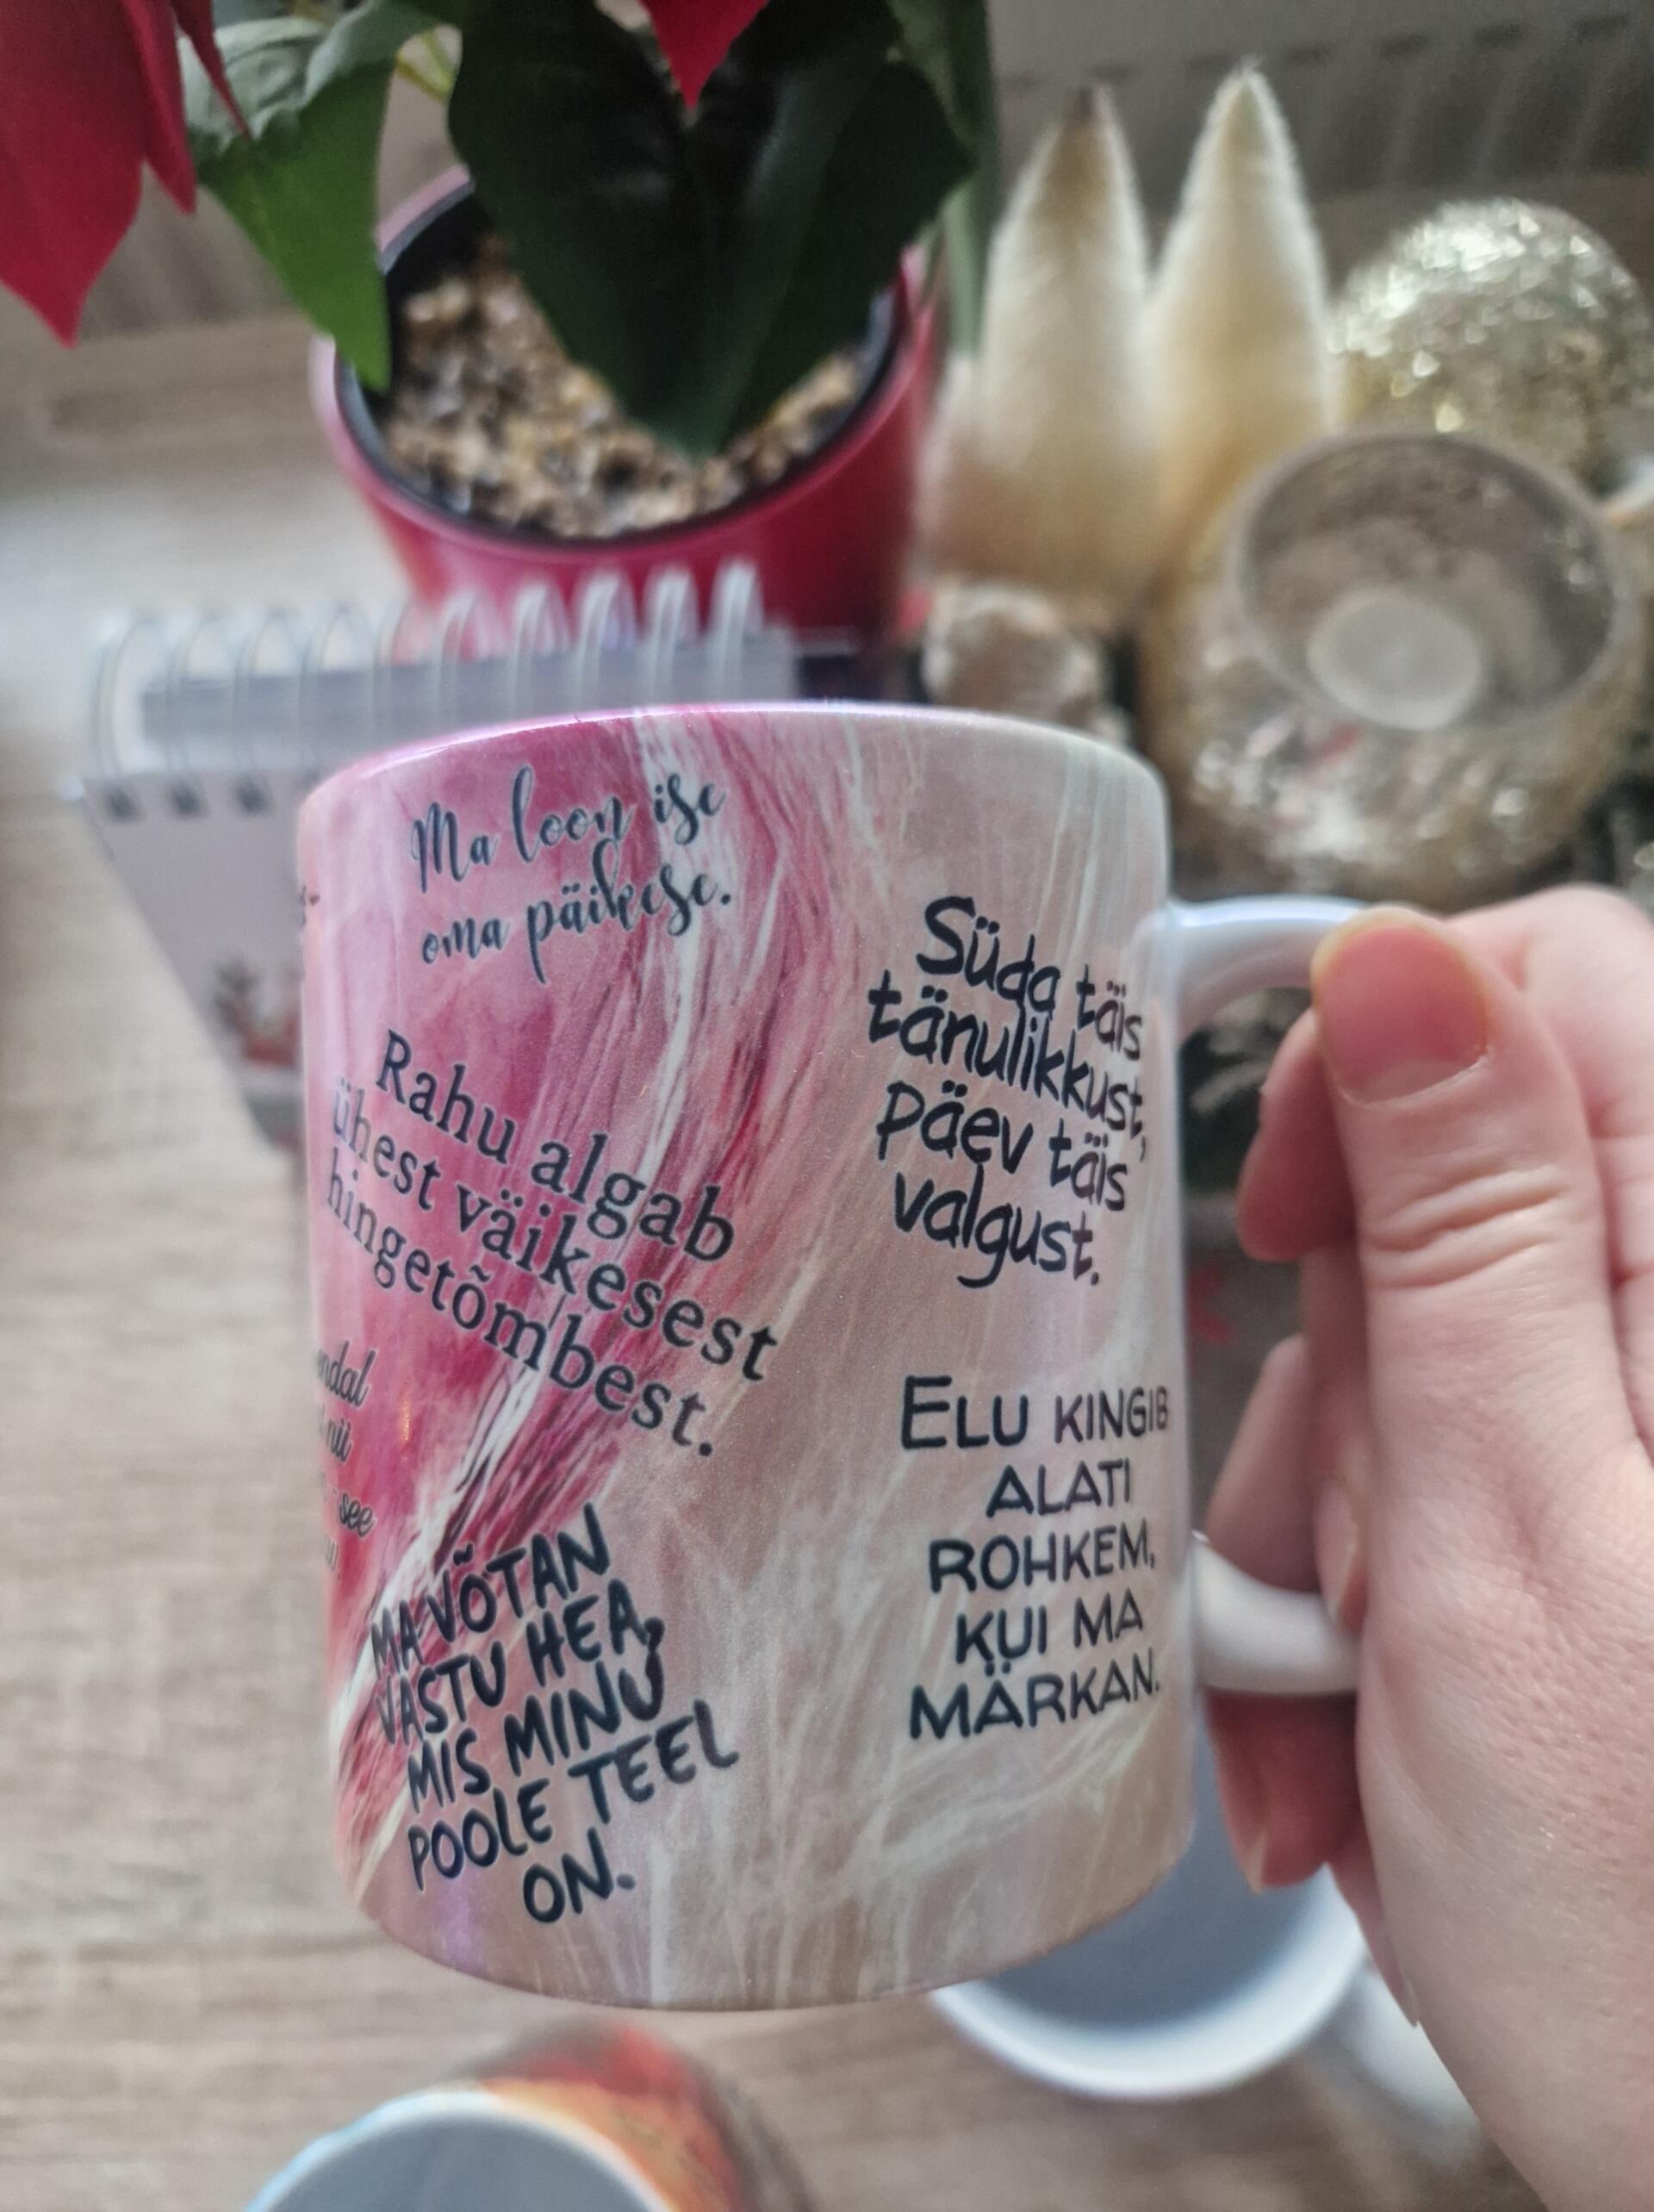 Ma loon ise
oma päikese.
Rahu algab
ühest väikesest
hingetõmbest.
see
MA VÕTAN
VASTU HEA,
MIS MINU
POOLE TEEL
ON.
Süda täis
tänulikkust,
päev täis
valgust.
ELU KINGIB
ALATI
ROHKEM,
KUI MA
MÄRKAN.